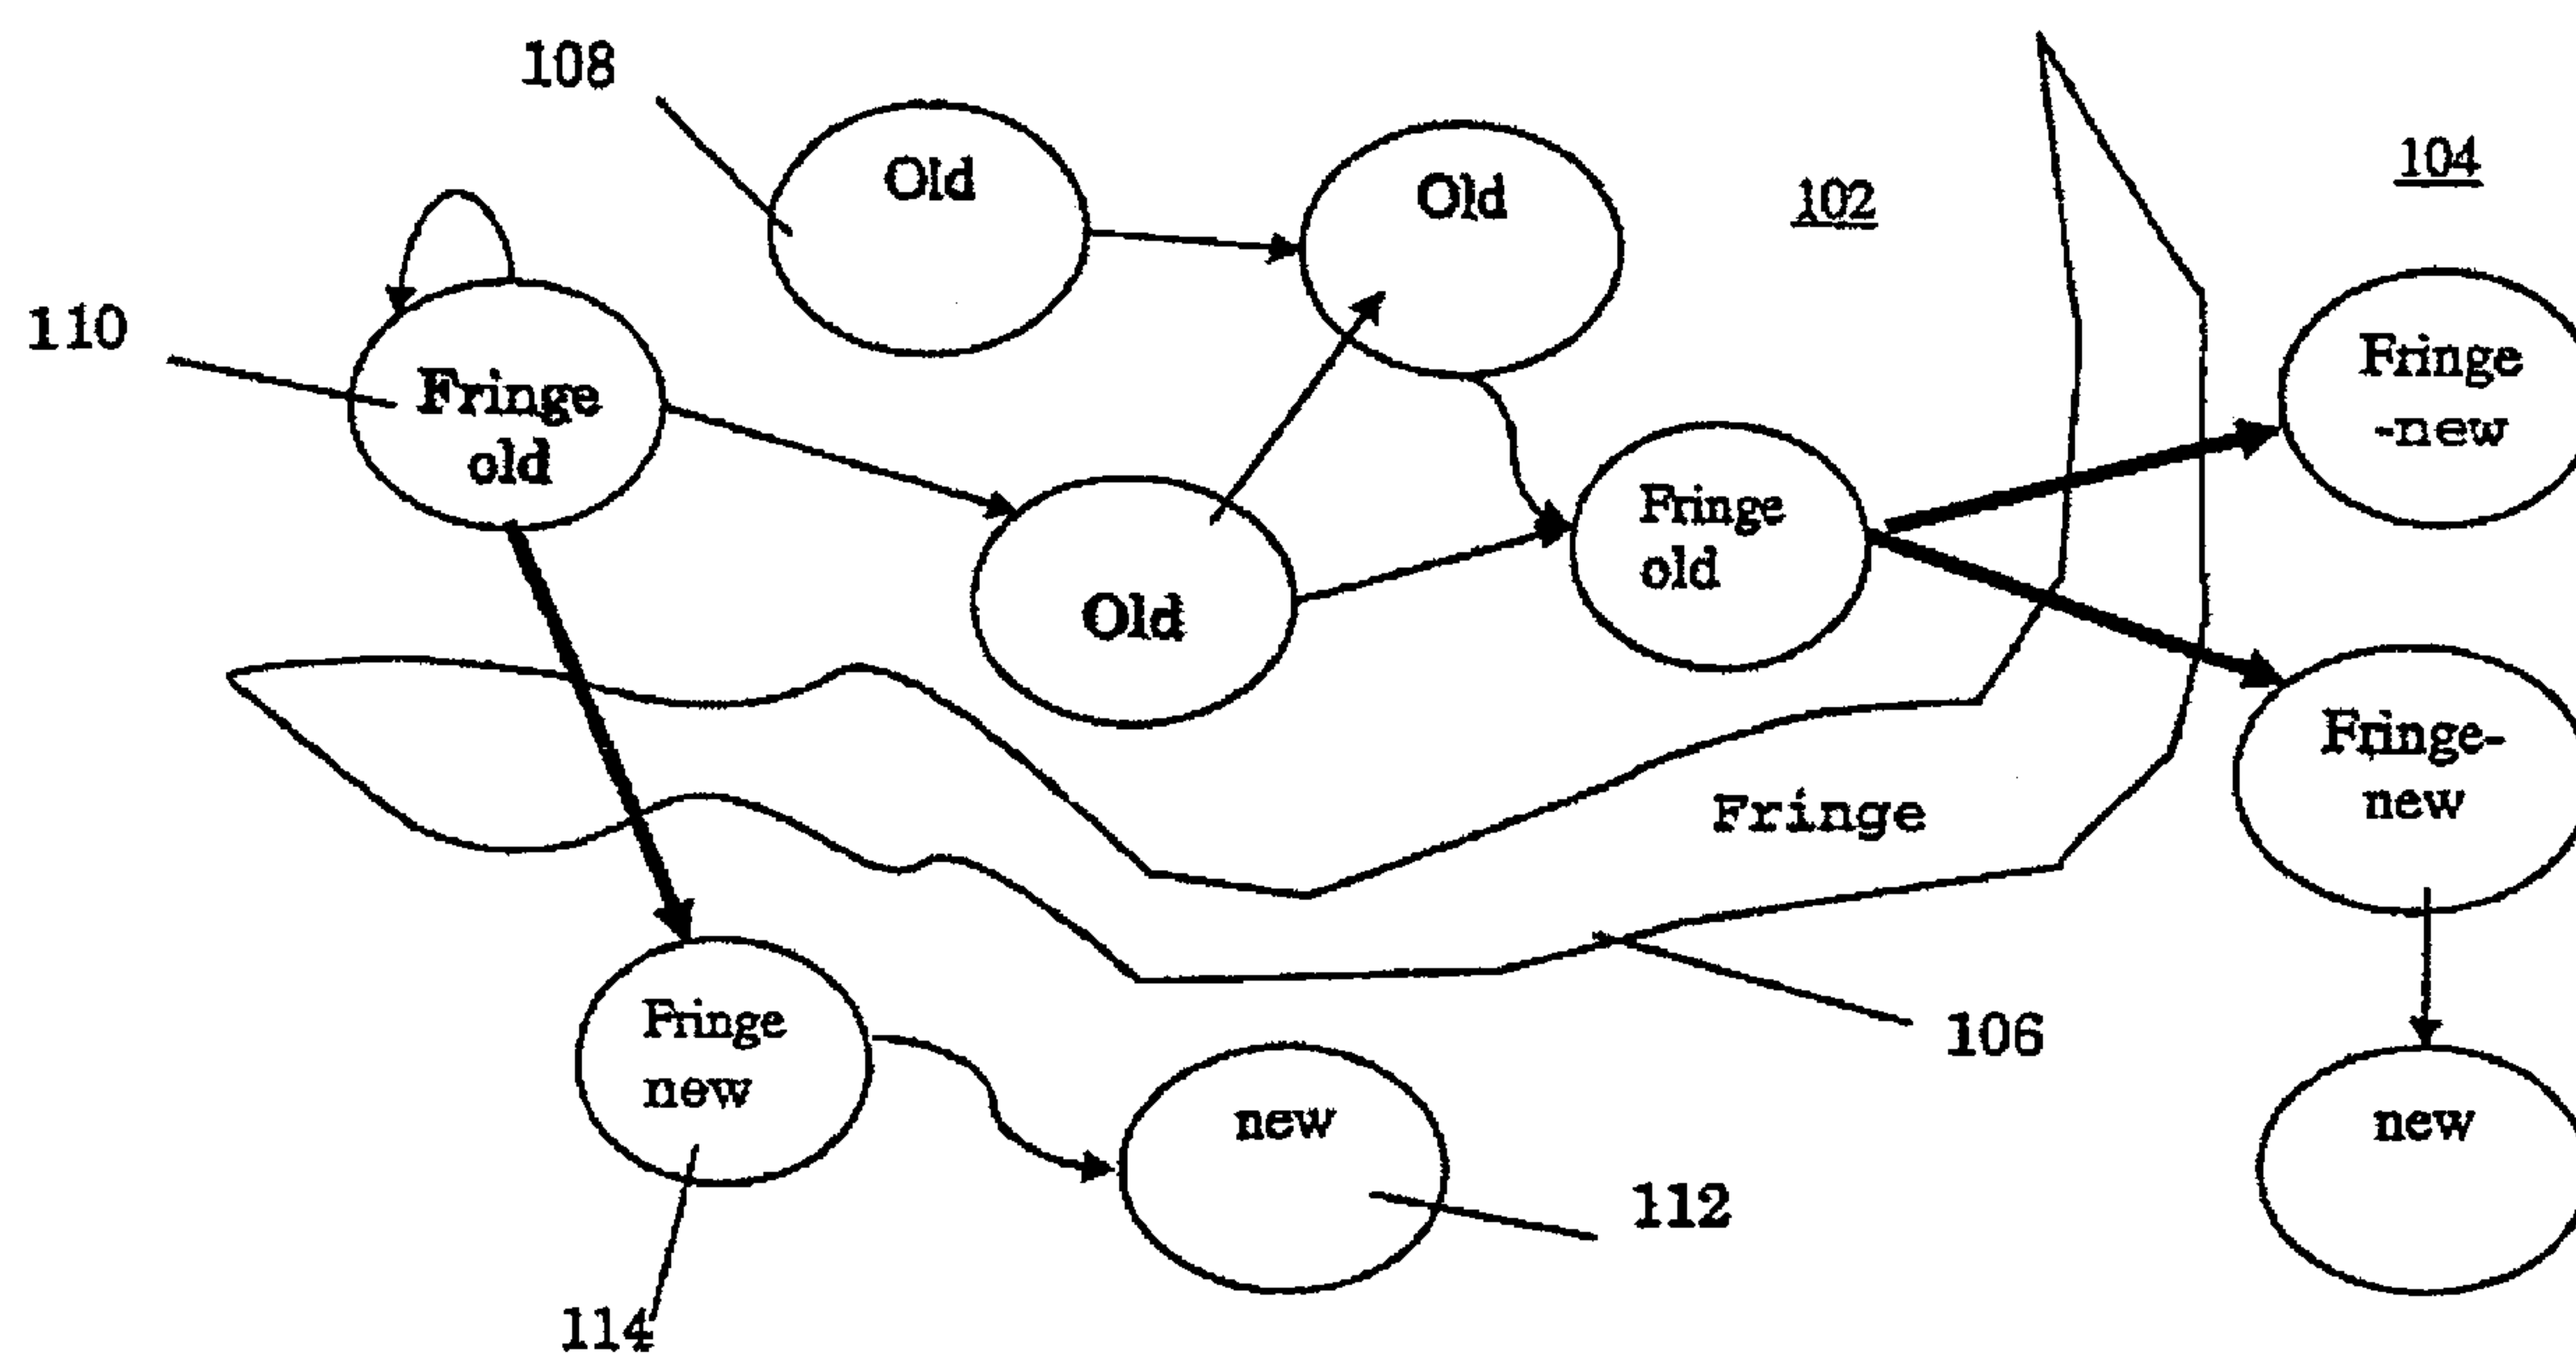 108
Old
Old
102
104
110
Fringe
old
Fringe
-new
Fringe
old
Old
Fringe-
new
Fringe
106
Fringe
new
new
112
new
114